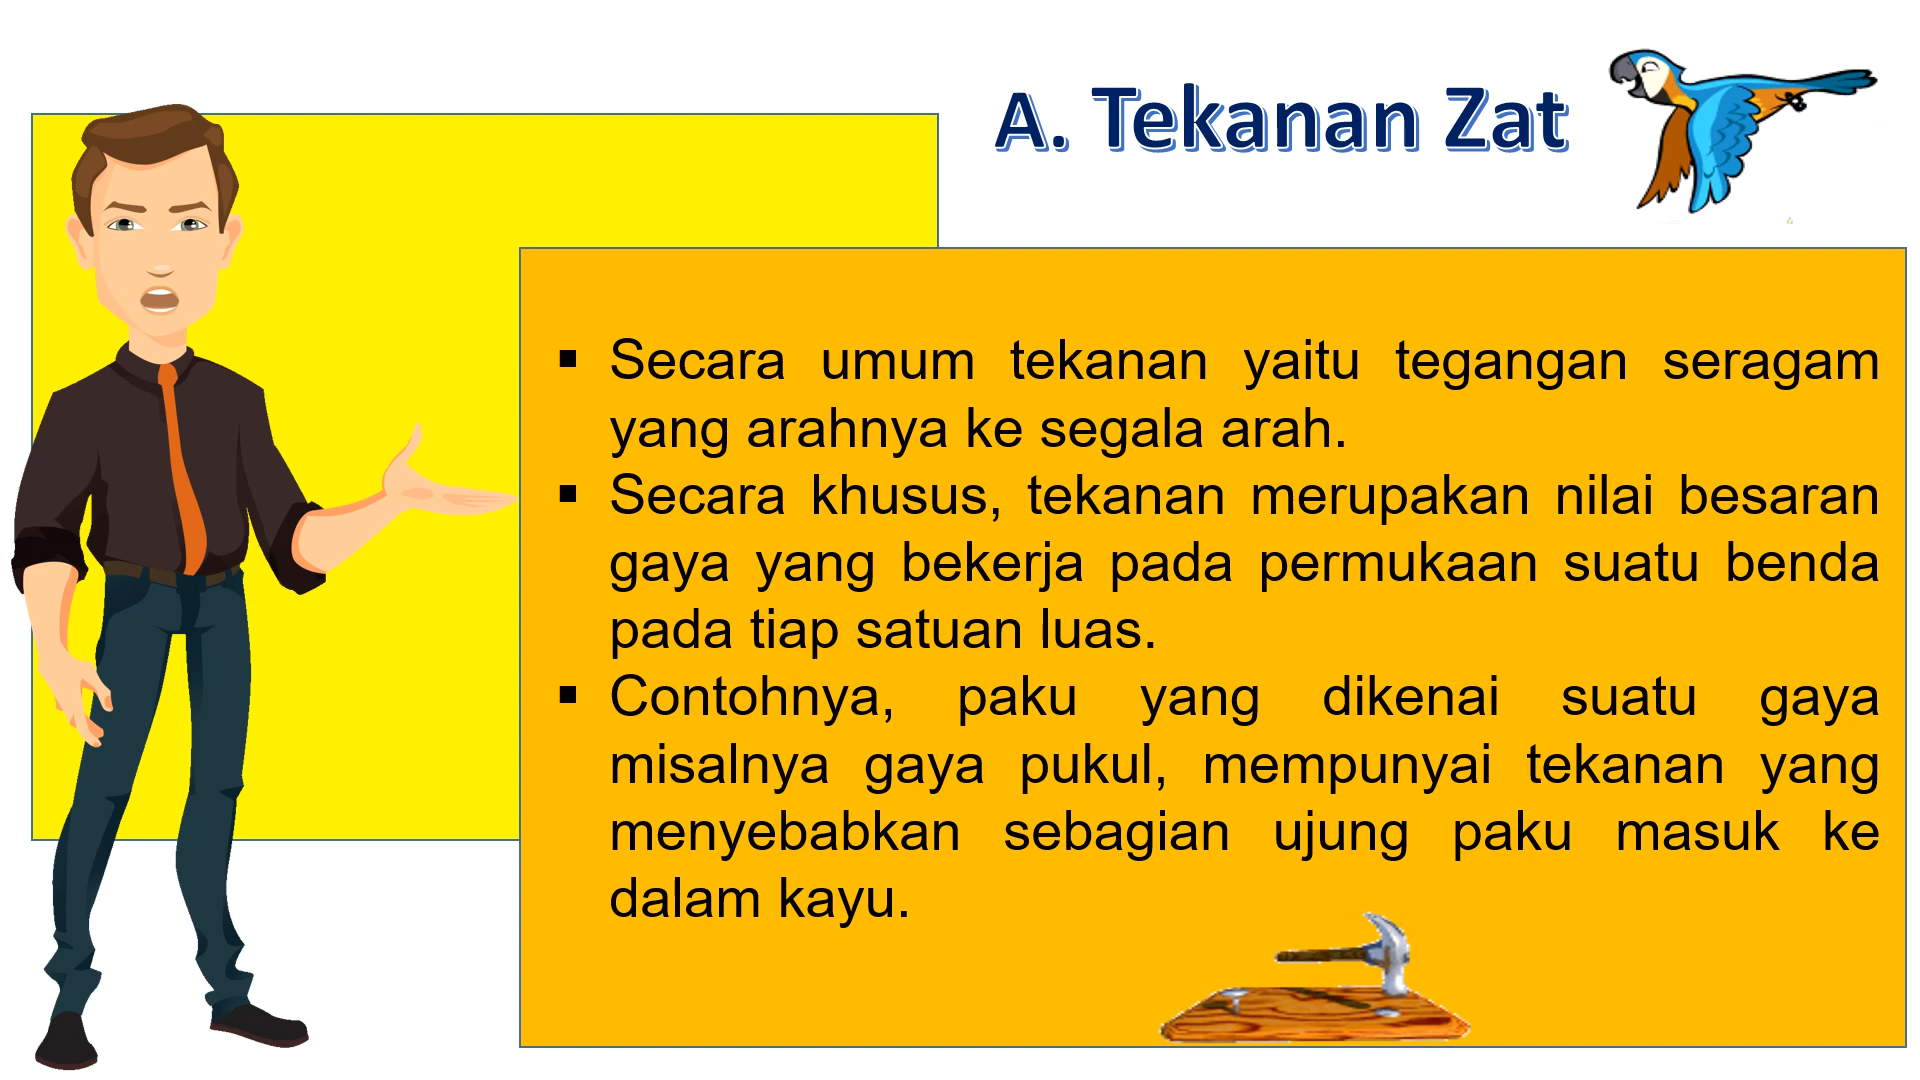 A. Tekanan Zat
▪ Secara umum tekanan yaitu tegangan seragam
yang arahnya ke segala arah.
▪ Secara khusus, tekanan merupakan nilai besaran
gaya yang bekerja pada permukaan suatu benda
pada tiap satuan luas.
▪ Contohnya, paku yang dikenai suatu gaya
misalnya gaya pukul, mempunyai tekanan yang
menyebabkan sebagian ujung paku masuk ke
dalam kayu.